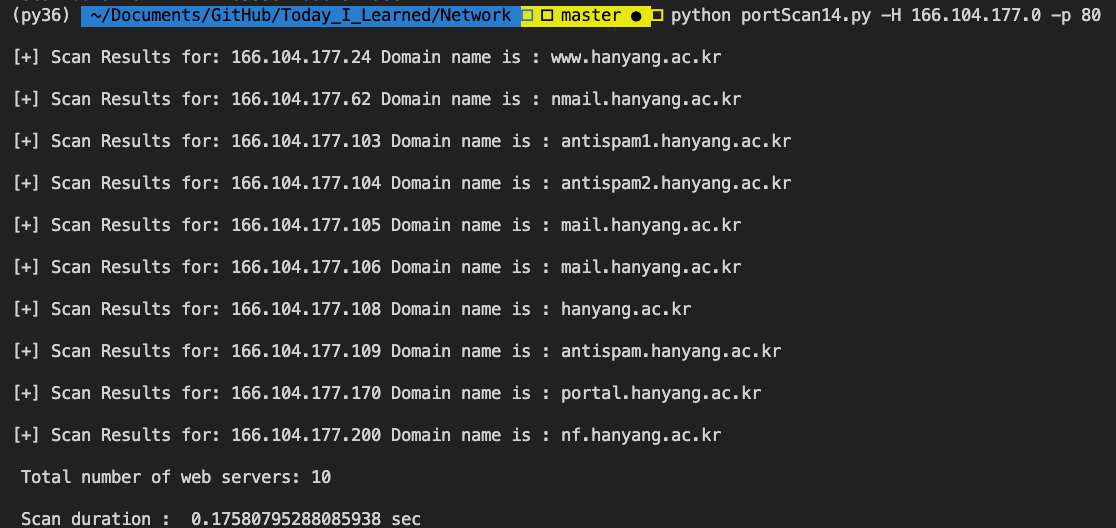 (py36) ~/Documents/GitHub/Today_I_Learned/Network □ □ master ● □ python portScan14.py -H 166.104.177.0 -p 80
[+] Scan Results for: 166.104.177.24 Domain name is : www.hanyang.ac.kr
[+] Scan Results for: 166.104.177.62 Domain name is : nmail.hanyang.ac.kr
[+] Scan Results for: 166.104.177.103 Domain name is : antispam1.hanyang.ac.kr
[+] Scan Results for: 166.104.177.104 Domain name is : antispam2.hanyang.ac.kr
[+] Scan Results for: 166.104.177.105 Domain name is : mail.hanyang.ac.kr
[+] Scan Results for: 166.104.177.106 Domain name is : mail.hanyang.ac.kr
[+] Scan Results for: 166.104.177.108 Domain name is : hanyang.ac.kr
[+] Scan Results for: 166.104.177.109 Domain name is : antispam.hanyang.ac.kr
[+] Scan Results for: 166.104.177.170 Domain name is : portal.hanyang.ac.kr
[+] Scan Results for: 166.104.177.200 Domain name is : nf.hanyang.ac.kr
Total number of web servers: 10
Scan duration :  0.17580795288085938 sec